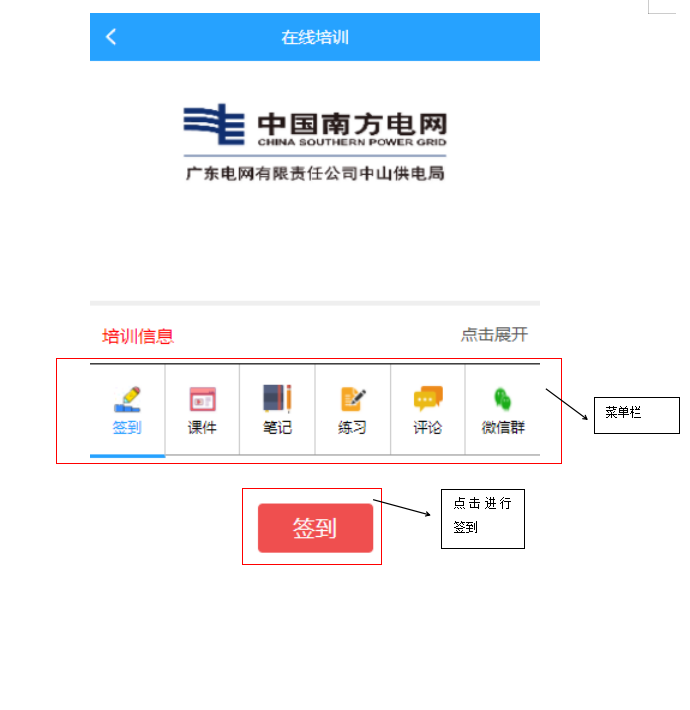 在线培训
中国南方电网
CHINA SOUTHERN POWER GRID
广东电网有限责任公司中山供电局
培训信息 点击展开
签到 课件 笔记 练习 评论 微信群
菜单栏
签到
点击进行
签到